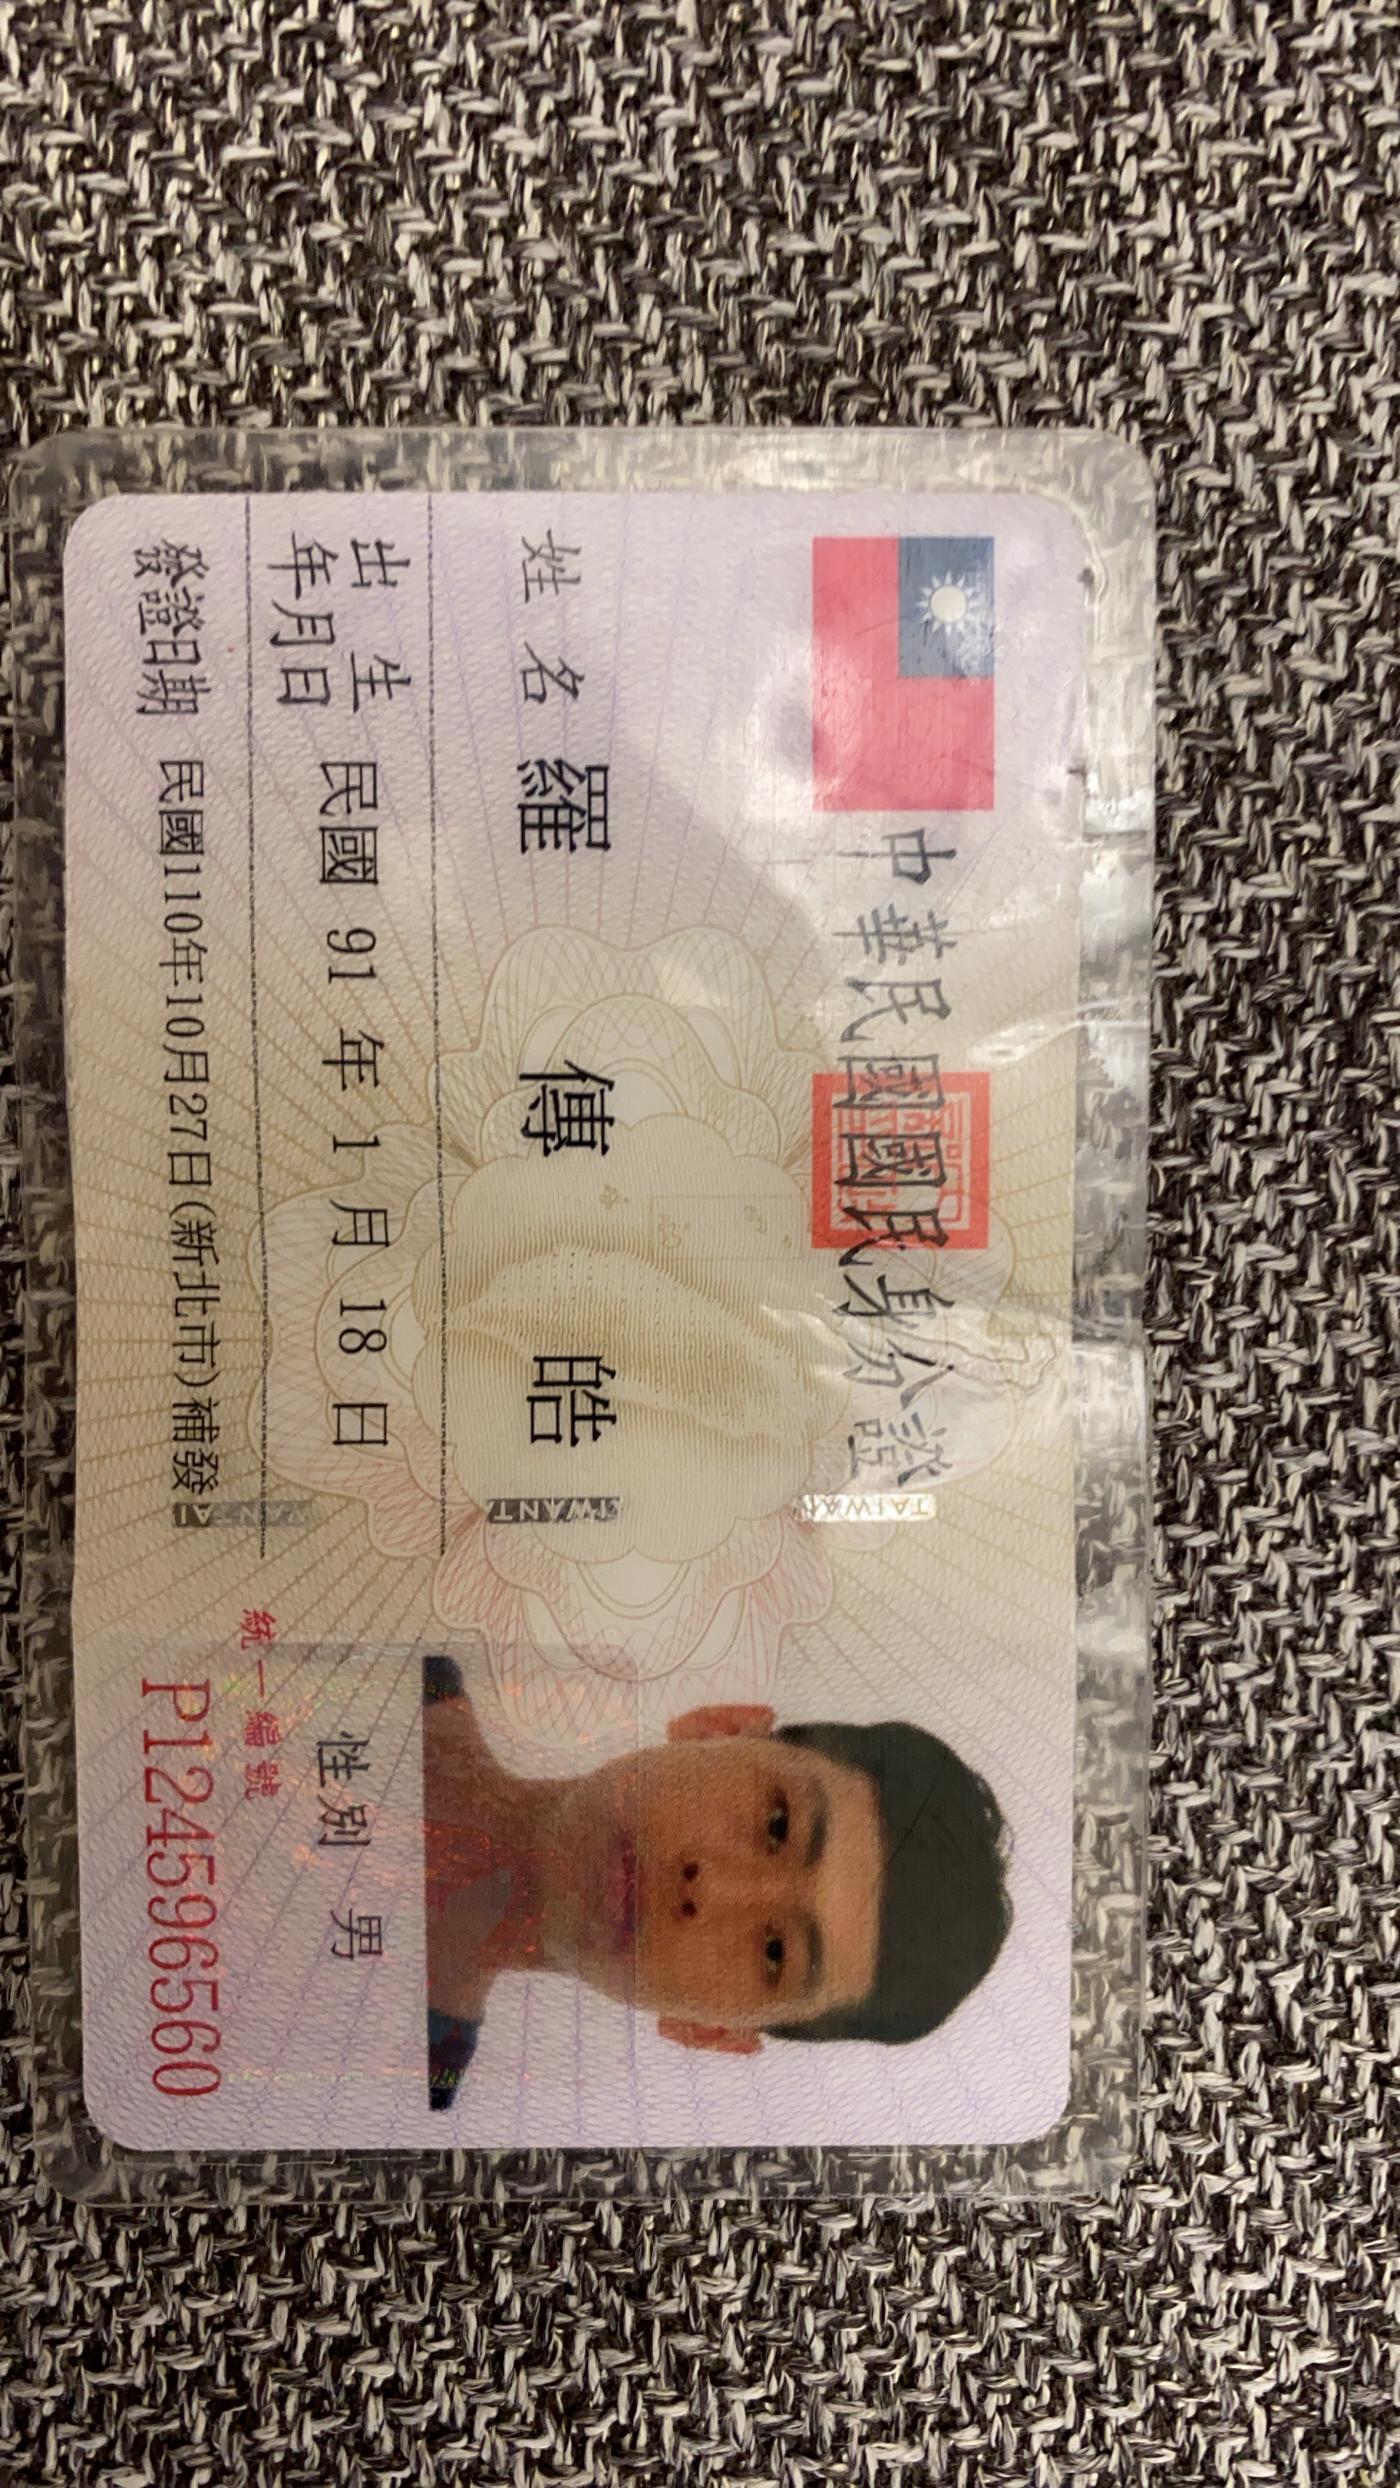 中華民國國民身分證
姓名 羅傳皓
出生年月日 民國 91 年 1 月 18 日
性別 男
發證日期 民國110年10月27日(新北市)補發
統一編號
P124596560
TAIWAN